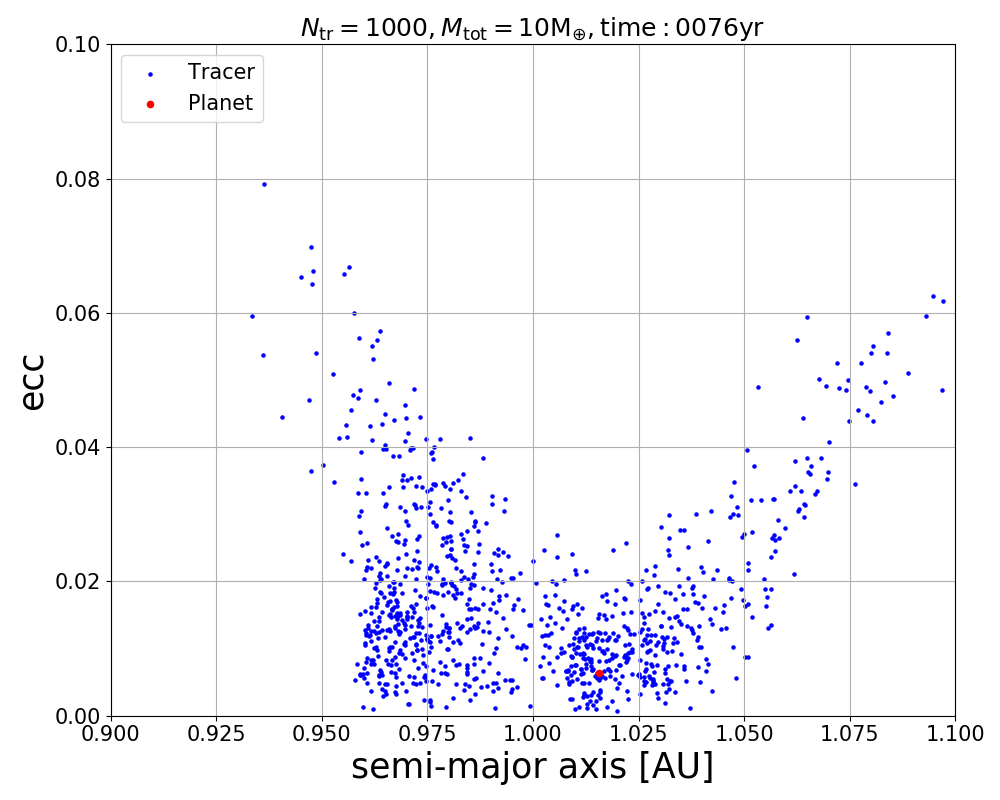 N_tr = 1000, M_tot = 10M_⊕, time : 0076yr
Tracer
Planet
ecc
0.10
0.08
0.06
0.04
0.02
0.00
0.900 0.925 0.950 0.975 1.000 1.025 1.050 1.075 1.100
semi-major axis [AU]